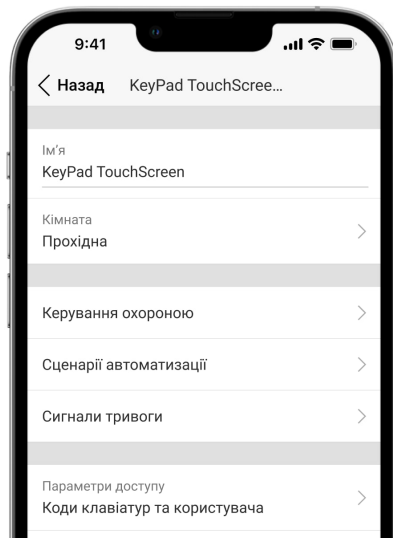 9:41
Назад KeyPad TouchScree...
Ім'я
KeyPad TouchScreen
Кімната
Прохідна
Керування охороною
Сценарії автоматизації
Сигнали тривоги
Параметри доступу
Коди клавіатур та користувача